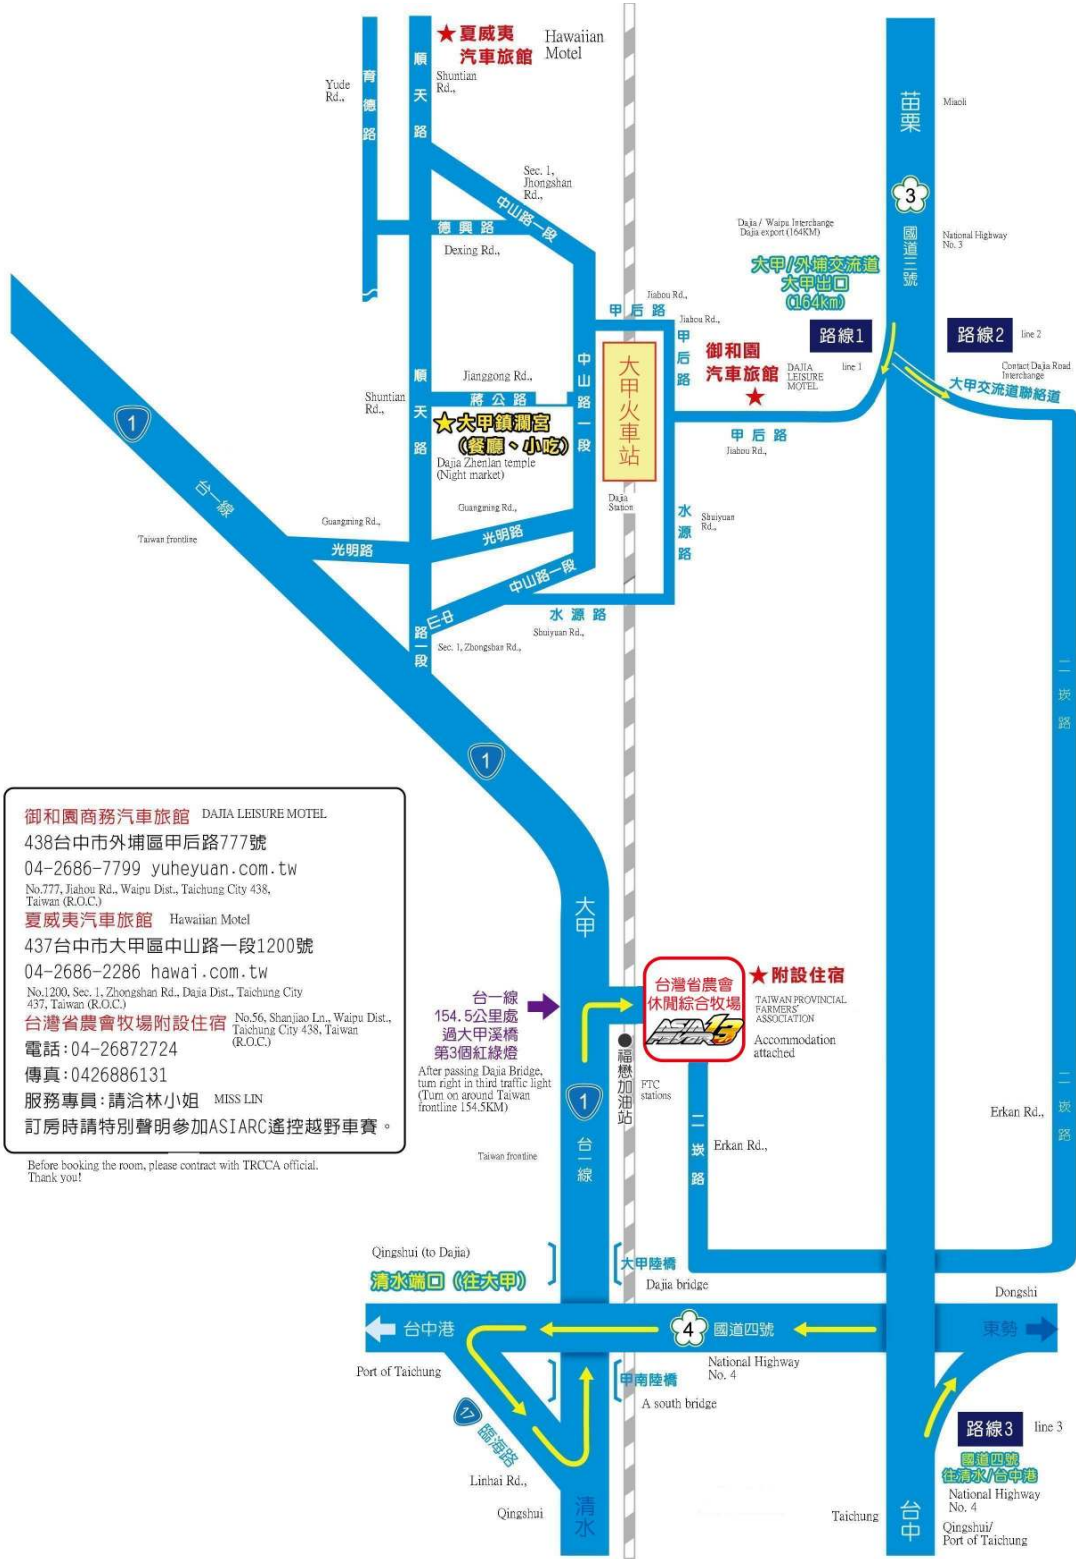 夏威夷
汽車旅館
Hawaiian
Motel
順天路
Shuntian
Rd.,
Yude
Rd.,
育德路
苗栗
Miaoli
Sec. 1,
Jhongshan
Rd.,
中山路一段
3
國道三號
National Highway
No. 3
德興路
Dexing Rd.,
Dajia / Waipu Interchange
Dajia export (164KM)
大甲/外埔交流道
大甲出口
(164km)
Jiahou Rd.,
甲后路
Jiahou Rd.,
甲后路
路線1
line 1
路線2
line 2
御和園
汽車旅館
DAJIA
LEISURE
MOTEL
Contact Dajia Road
Interchange
大甲交流道聯絡道
大甲火車站
Dajia
Station
中山路一段
Jianggong Rd.,
蔣公路
Shuntian
Rd.,
順天路
大甲鎮瀾宮
(餐廳、小吃)
Dajia Zhenlan temple
(Night market)
甲后路
Jiahou Rd.,
1
台一線
Taiwan frontline
Guangming Rd.,
光明路
Guangming Rd.,
光明路
水源路
Shuiyuan
Rd.,
中山路一段
水源路
Shuiyuan Rd.,
中山
路一段
Sec. 1, Zhongshan Rd.,
二崁路
1
御和園商務汽車旅館 DAJIA LEISURE MOTEL
438台中市外埔區甲后路777號
04-2686-7799 yuheyuan.com.tw
No.777, Jiahou Rd., Waipu Dist., Taichung City 438,
Taiwan (R.O.C.)
夏威夷汽車旅館 Hawaiian Motel
437台中市大甲區中山路一段1200號
04-2686-2286 hawai.com.tw
No.1200, Sec. 1, Zhongshan Rd., Dajia Dist., Taichung City
437, Taiwan (R.O.C.)
台灣省農會牧場附設住宿 No.56, Shanjiao Ln., Waipu Dist.,
Taichung City 438, Taiwan
(R.O.C.)
電話:04-26872724
傳真:0426886131
服務專員:請洽林小姐 MISS LIN
訂房時請特別聲明參加ASIARC遙控越野車賽。
Before booking the room, please contract with TRCCA official.
Thank you!
大甲
台一線
154.5公里處
過大甲溪橋
第3個紅綠燈
After passing Dajia Bridge,
turn right in third traffic light
(Turn on around Taiwan
frontline 154.5KM)
台灣省農會
休閒綜合牧場
附設住宿
TAIWAN PROVINCIAL
FARMERS'
ASSOCIATION
Accommodation
attached
福懋加油站
FTC
stations
1
台一線
Taiwan frontline
二崁路
Erkan Rd.,
Erkan Rd.,
二崁路
Qingshui (to Dajia)
清水端口(往大甲)
大甲陸橋
Dajia bridge
Dongshi
台中港
4
國道四號
東勢
Port of Taichung
National Highway
No. 4
甲南陸橋
A south bridge
17
臨海路
Linhai Rd.,
Qingshui
清水
路線3
line 3
國道四號
往清水/台中港
National Highway
No. 4
Qingshui/
Port of Taichung
Taichung
台中